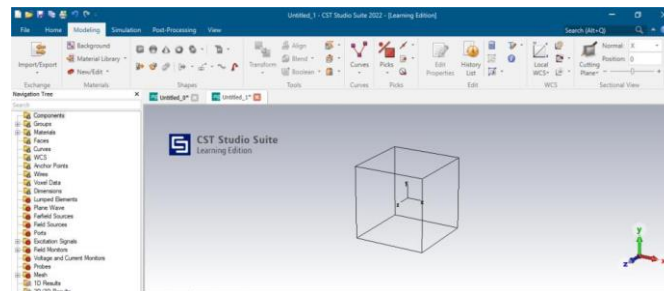 Untitled_1 - CST Studio Suite 2022 - [Learning Edition]
File Home Modeling Simulation Post-Processing View
Search (Alt+Q)
Import/Export
Background
Material Library
New/Edit
Transform
Align
Blend
Boolean
Curves
Picks
Edit Properties
History List
Local WCS
Cutting Plane
Normal: X
Position: 0
Exchange Materials Shapes Tools Curves Picks Edit WCS Sectional View
Navigation Tree
Untitled_0*
Untitled_1*
Search
Components
Groups
Materials
Faces
Curves
WCS
Anchor Points
Wires
Voxel Data
Dimensions
Lumped Elements
Plane Wave
Farfield Sources
Field Sources
Ports
Excitation Signals
Field Monitors
Voltage and Current Monitors
Probes
Mesh
1D Results
2D/3D Results
CST Studio Suite
Learning Edition
y
z
x